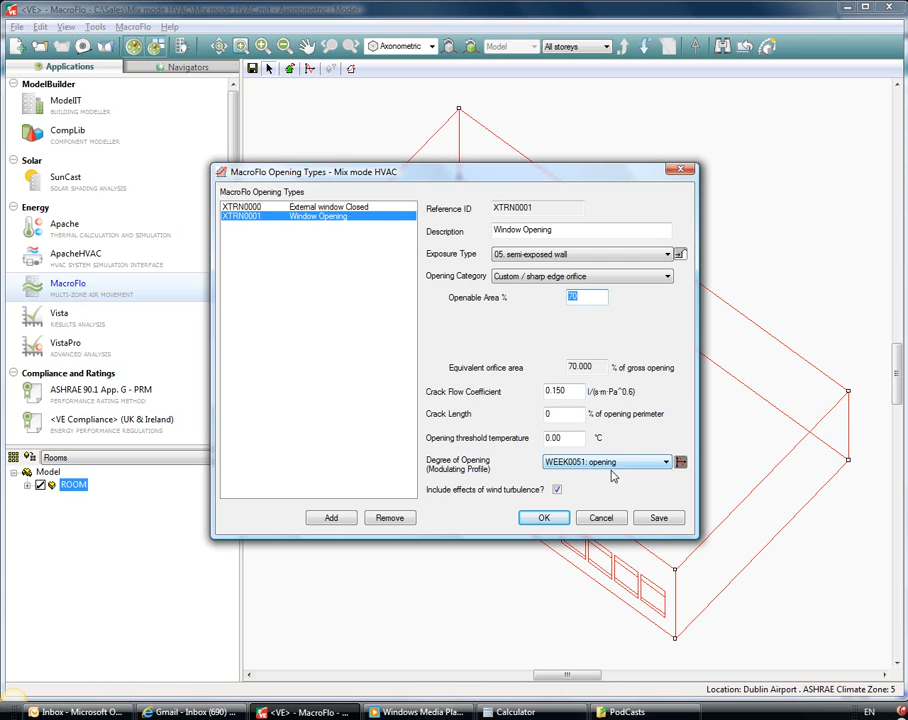 <VE> - MacroFlo - C:\Sales\Mix mode HVAC\Mix mode HVAC.mit - Axonometric : Model
File Edit View Tools MacroFlo Help
Axonometric Model All storeys
Applications Navigators
ModelBuilder
ModelIT
BUILDING MODELLER
CompLib
COMPONENT MODELLER
Solar
SunCast
SOLAR SHADING ANALYSIS
Energy
Apache
THERMAL CALCULATION AND SIMULATION
ApacheHVAC
HVAC SYSTEM SIMULATION INTERFACE
MacroFlo
MULTI-ZONE AIR MOVEMENT
Vista
RESULTS ANALYSIS
VistaPro
ADVANCED ANALYSIS
Compliance and Ratings
ASHRAE 90.1 App. G - PRM
PERFORMANCE RATING METHOD
<VE Compliance> (UK & Ireland)
ENERGY PERFORMANCE REGULATIONS
Rooms
Model
ROOM
MacroFlo Opening Types - Mix mode HVAC
MacroFlo Opening Types
XTRN0000 External window Closed
XTRN0001 Window Opening
Reference ID XTRN0001
Description Window Opening
Exposure Type 05. semi-exposed wall
Opening Category Custom / sharp edge orifice
Openable Area % 70
Equivalent orifice area 70.000 % of gross opening
Crack Flow Coefficient 0.150 l/(s·m·Pa^0.6)
Crack Length 0 % of opening perimeter
Opening threshold temperature 0.00 °C
Degree of Opening
(Modulating Profile) WEEK0051: opening
Include effects of wind turbulence?
Add Remove OK Cancel Save
Location: Dublin Airport . ASHRAE Climate Zone: 5
Inbox - Microsoft O... Gmail - Inbox (690) ... <VE> - MacroFlo - ... Windows Media Pla... Calculator PodCasts EN